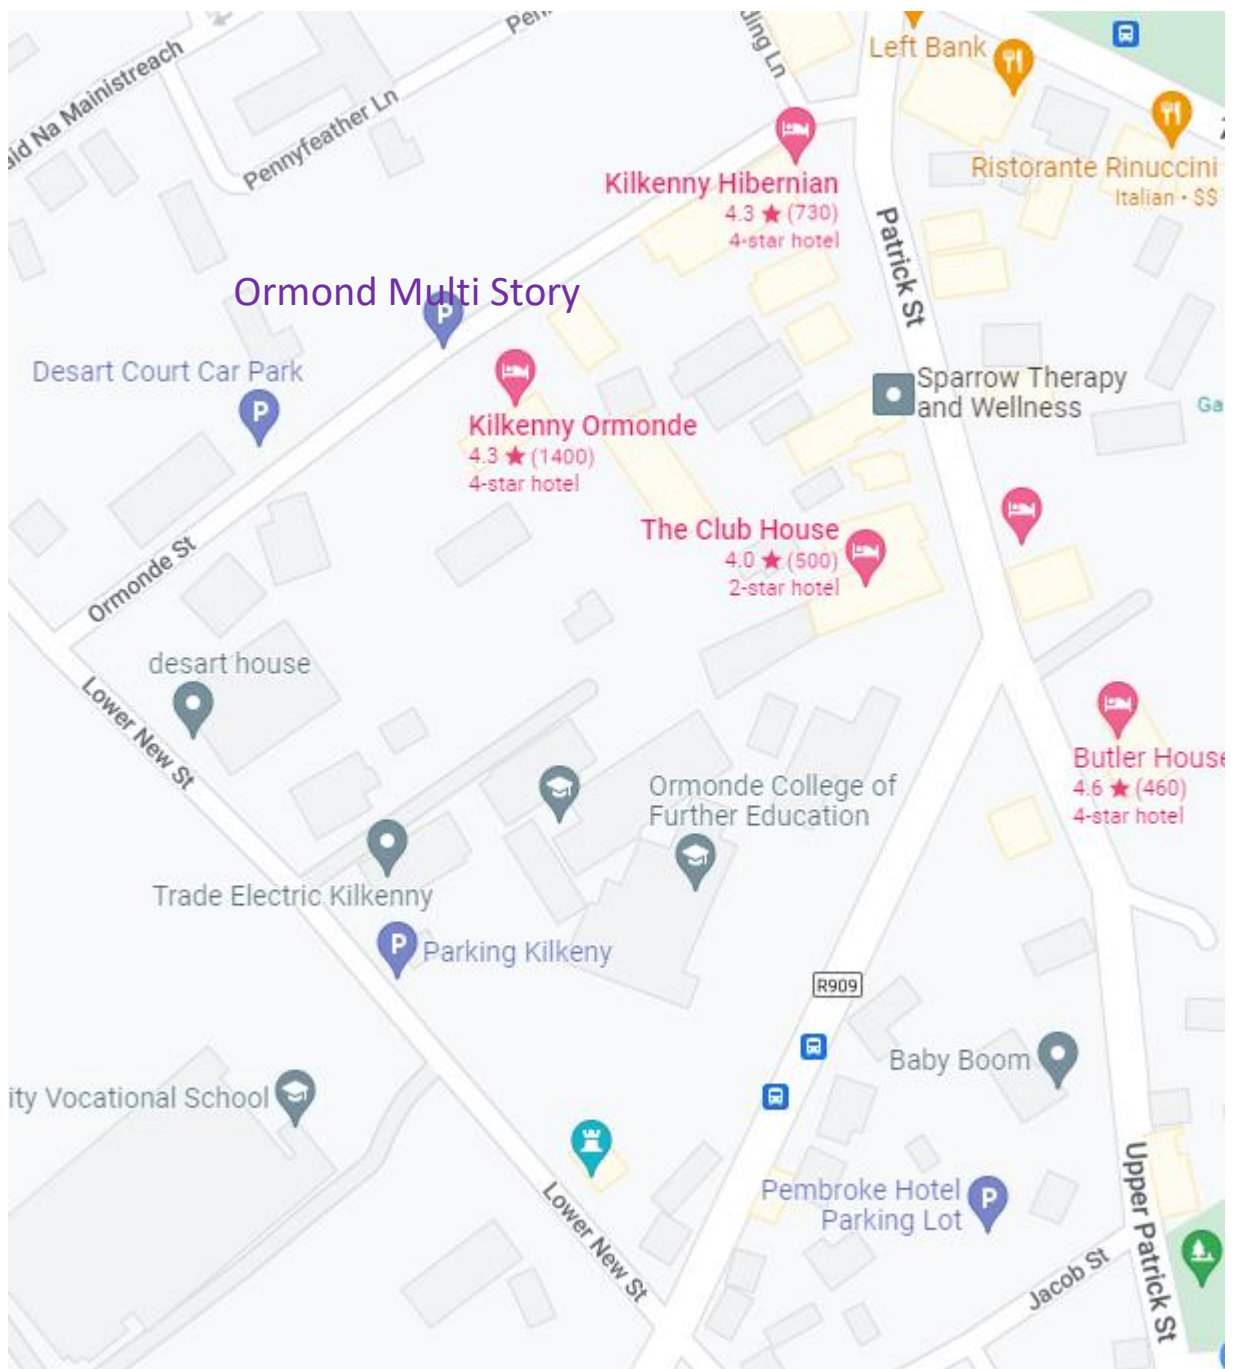 Left Bank
Ristorante Rinuccini
Italian • $$
Pennyfeather Ln
Kilkenny Hibernian
4.3 ★ (730)
4-star hotel
Patrick St
Ormond Multi Story
P
Desart Court Car Park
P
Sparrow Therapy
and Wellness
Kilkenny Ormonde
4.3 ★ (1400)
4-star hotel
The Club House
4.0 ★ (500)
2-star hotel
Ormonde St
desart house
Lower New St
Butler House
4.6 ★ (460)
4-star hotel
Ormonde College of
Further Education
Trade Electric Kilkenny
P
Parking Kilkeny
R909
Baby Boom
ity Vocational School
Pembroke Hotel
Parking Lot
P
Lower New St
Upper Patrick St
Jacob St